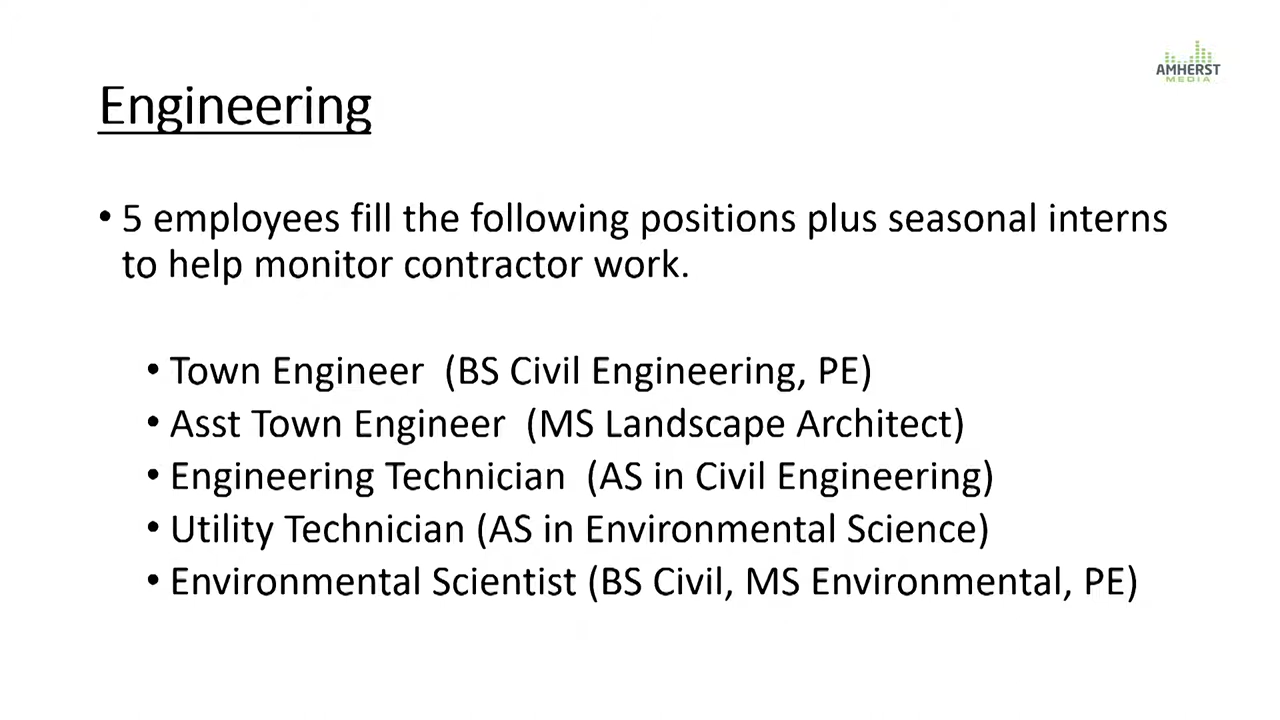 AMHERST
MEDIA
Engineering
• 5 employees fill the following positions plus seasonal interns
to help monitor contractor work.
• Town Engineer (BS Civil Engineering, PE)
• Asst Town Engineer (MS Landscape Architect)
• Engineering Technician (AS in Civil Engineering)
• Utility Technician (AS in Environmental Science)
• Environmental Scientist (BS Civil, MS Environmental, PE)